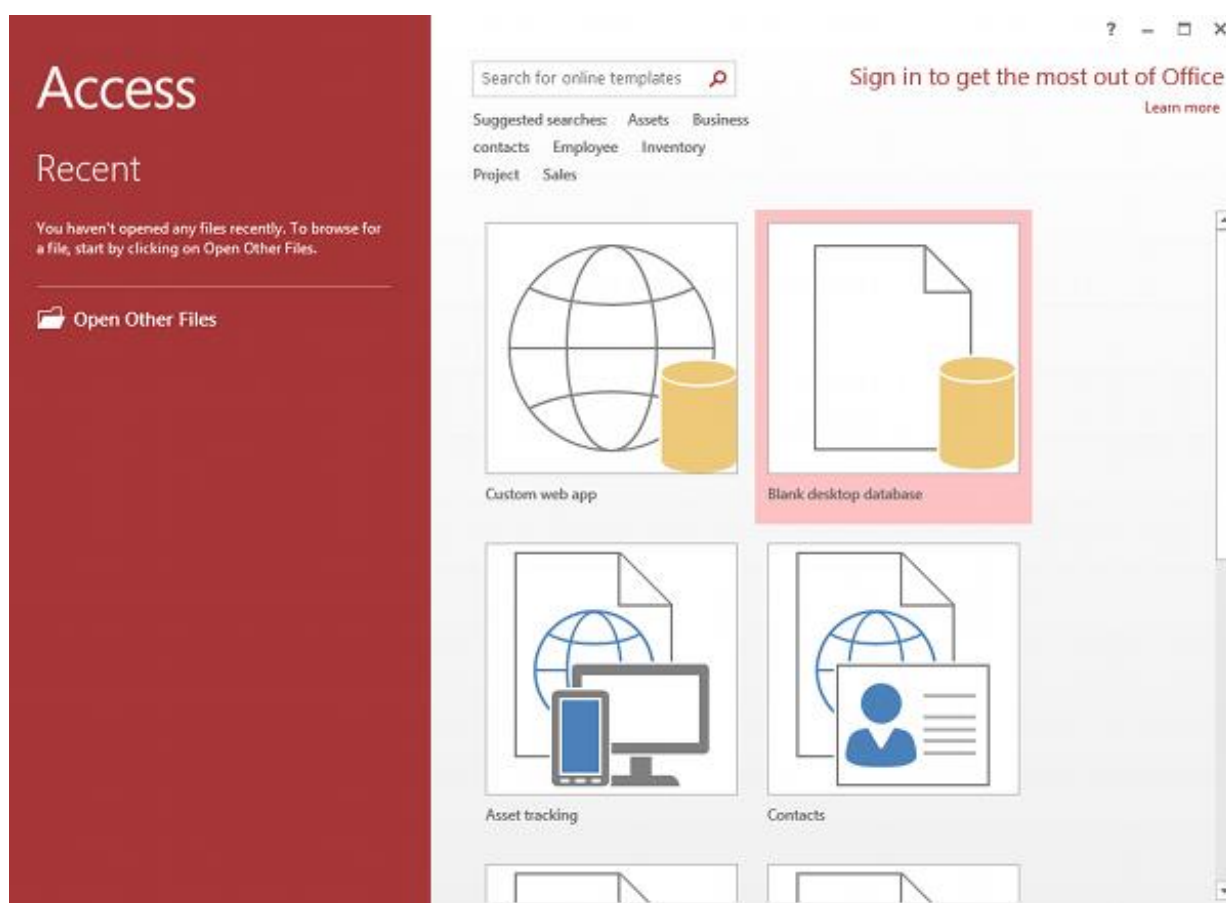 Access
Recent
You haven't opened any files recently. To browse for
a file, start by clicking on Open Other Files.
Open Other Files
?
Search for online templates
Sign in to get the most out of Office
Learn more
Suggested searches: Assets Business
contacts Employee Inventory
Project Sales
Custom web app
Blank desktop database
Asset tracking
Contacts